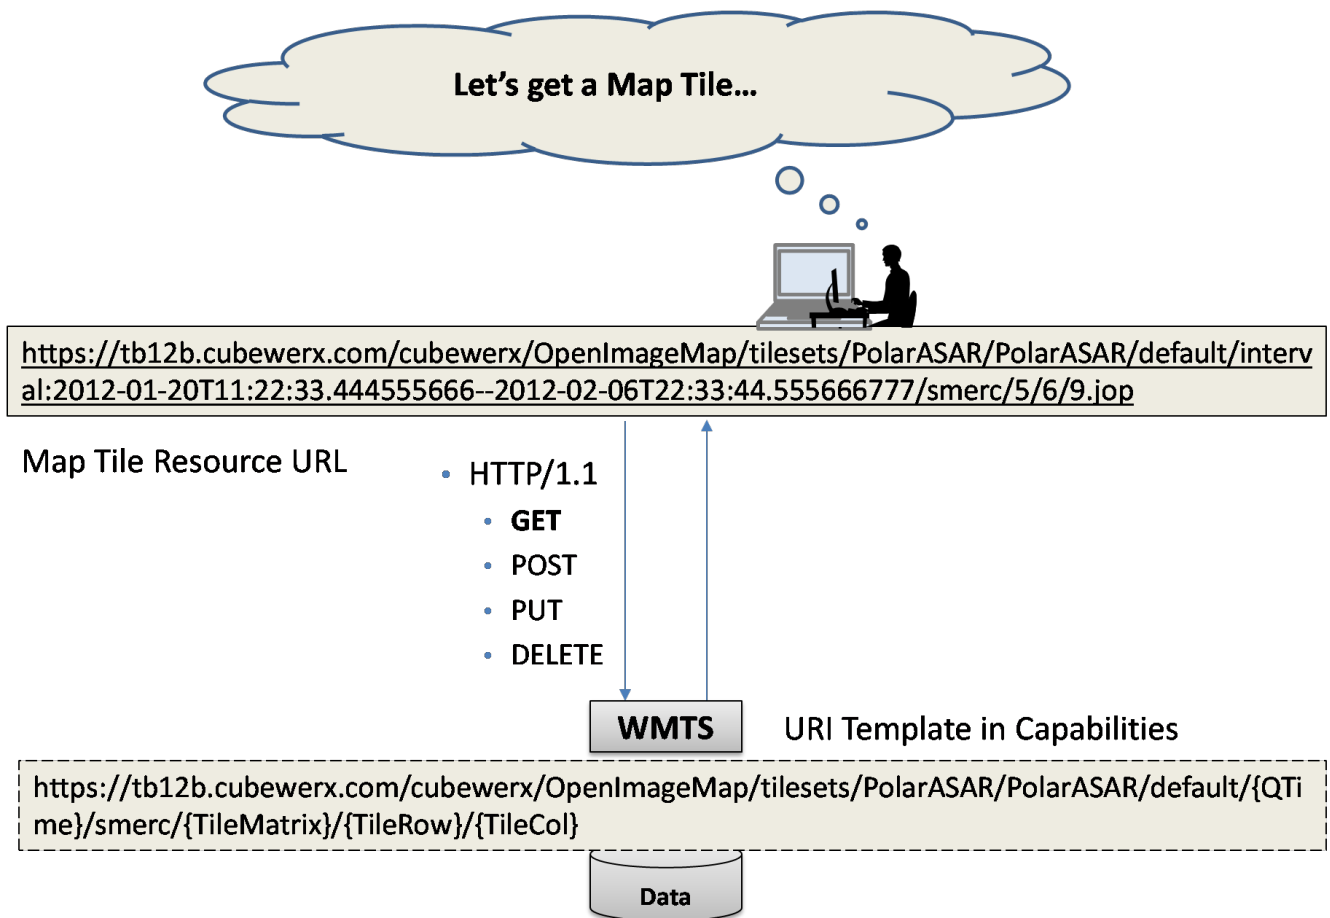 Let's get a Map Tile…
https://tb12b.cubewerx.com/cubewerx/OpenImageMap/tilesets/PolarASAR/PolarASAR/default/interv
al:2012-01-20T11:22:33.444555666--2012-02-06T22:33:44.555666777/smerc/5/6/9.jop
Map Tile Resource URL
• HTTP/1.1
• GET
• POST
• PUT
• DELETE
WMTS
URI Template in Capabilities
https://tb12b.cubewerx.com/cubewerx/OpenImageMap/tilesets/PolarASAR/PolarASAR/default/{QTi
me}/smerc/{TileMatrix}/{TileRow}/{TileCol}
Data